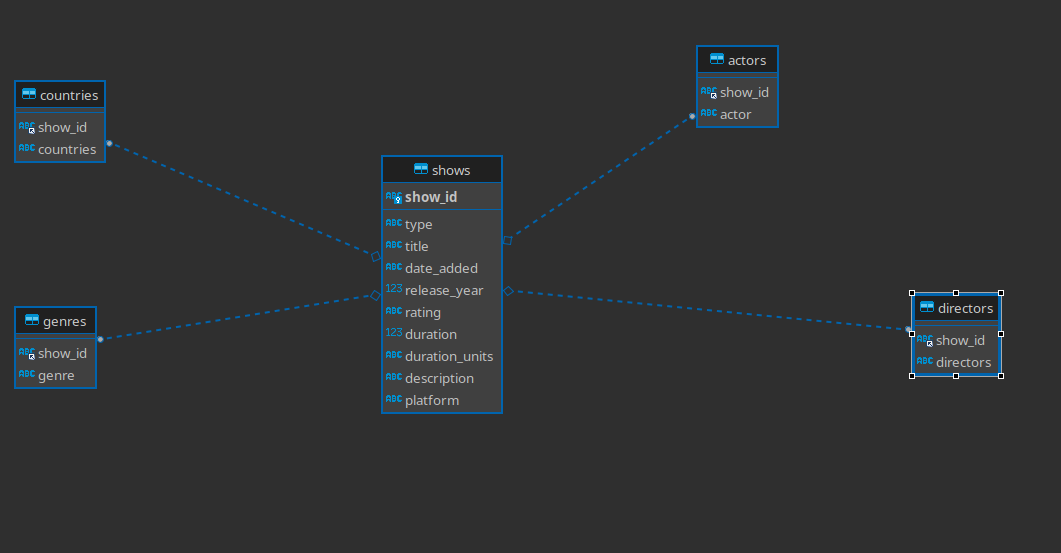 countries
ABC show_id
ABC countries
genres
ABC show_id
ABC genre
shows
ABC show_id
ABC type
ABC title
ABC date_added
123 release_year
ABC rating
123 duration
ABC duration_units
ABC description
ABC platform
actors
ABC show_id
ABC actor
directors
ABC show_id
ABC directors